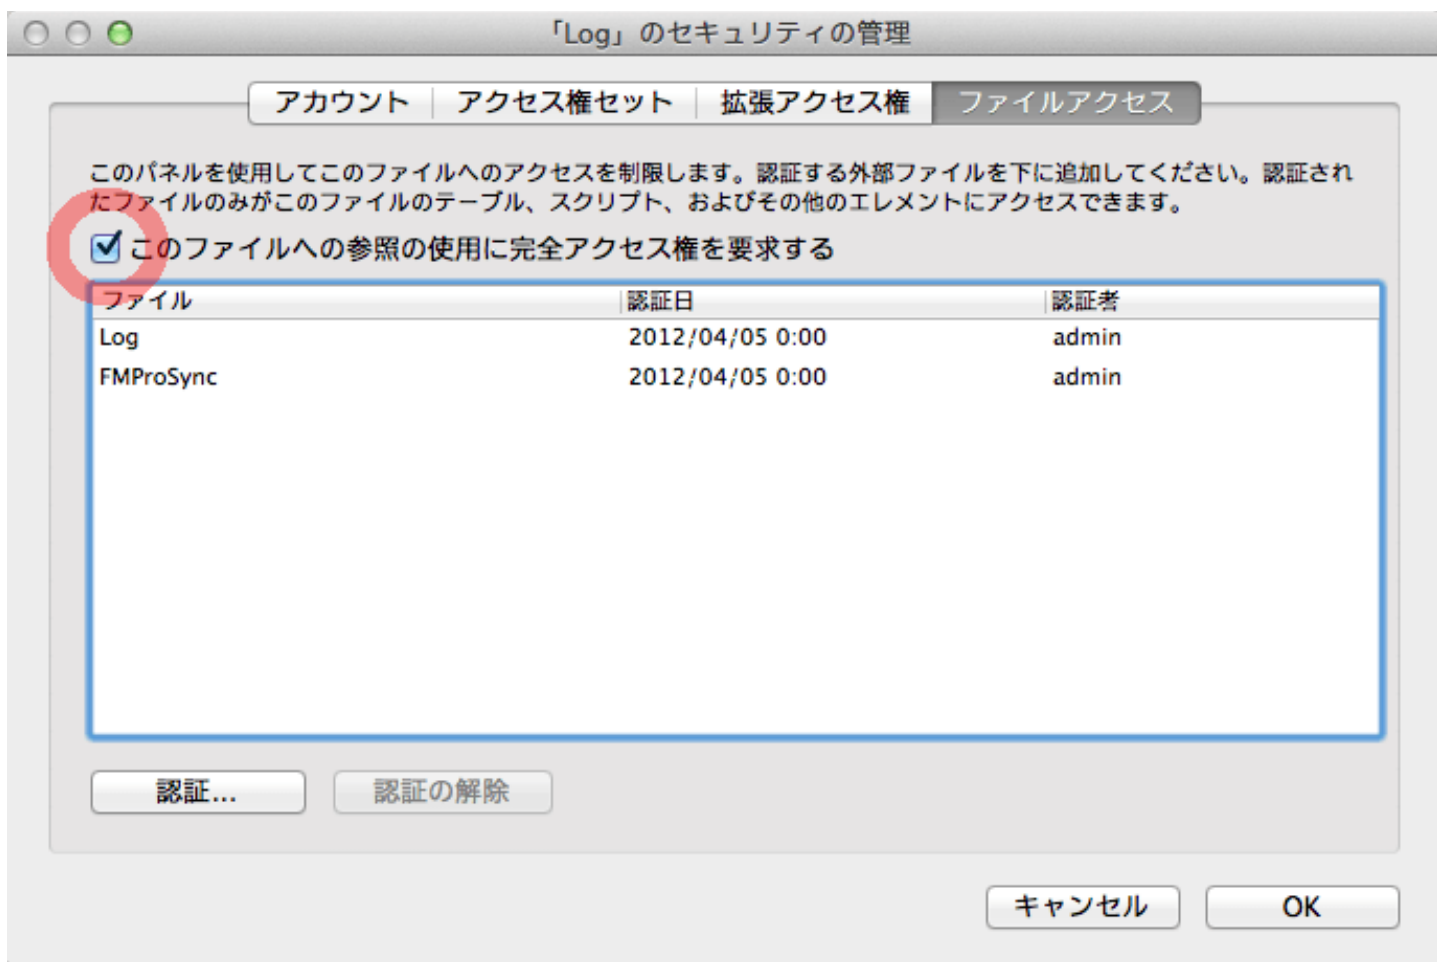 「Log」のセキュリティの管理
アカウント アクセス権セット 拡張アクセス権 ファイルアクセス
このパネルを使用してこのファイルへのアクセスを制限します。認証する外部ファイルを下に追加してください。認証され
たファイルのみがこのファイルのテーブル、スクリプト、およびその他のエレメントにアクセスできます。
このファイルへの参照の使用に完全アクセス権を要求する
ファイル 認証日 認証者
Log 2012/04/05 0:00 admin
FMProSync 2012/04/05 0:00 admin
認証... 認証の解除
キャンセル OK